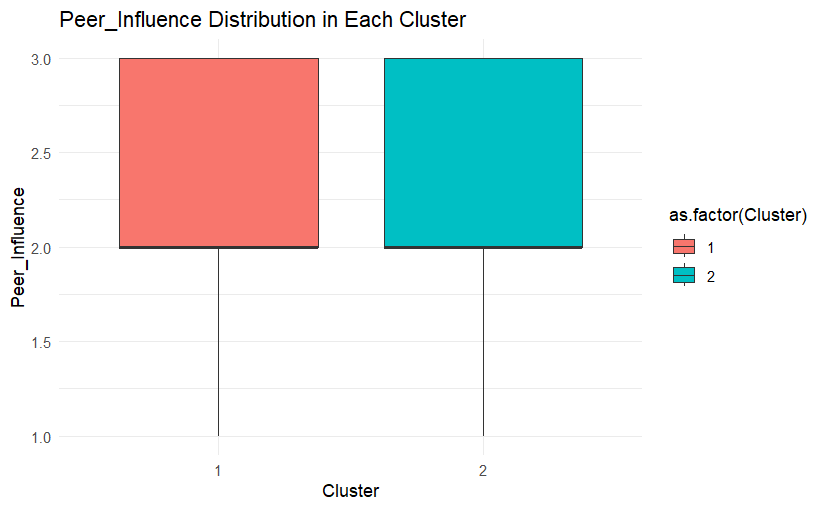 Peer_Influence Distribution in Each Cluster
3.0
2.5
2.0
1.5
1.0
Peer_Influence
1
2
Cluster
as.factor(Cluster)
1
2